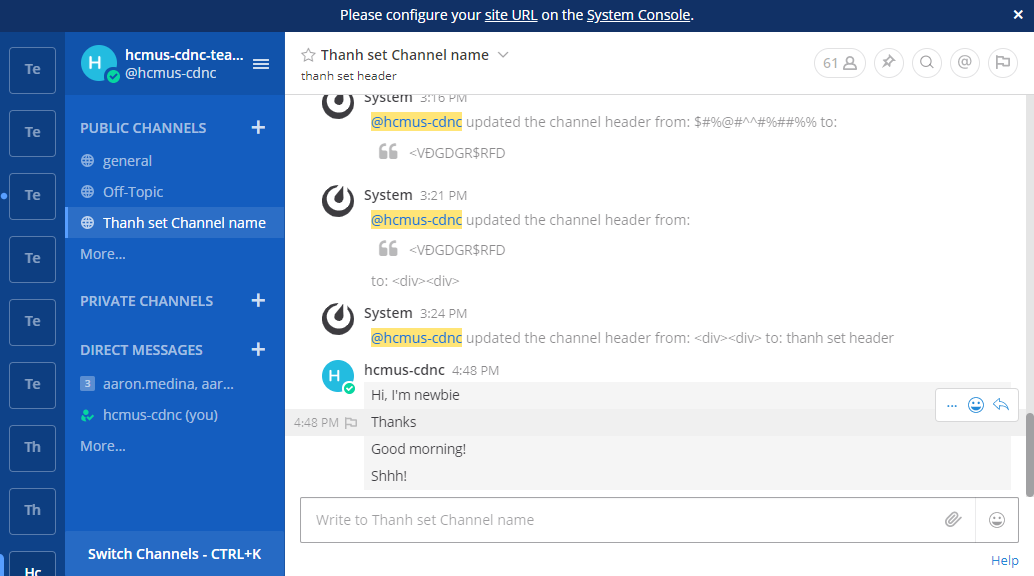 Please configure your site URL on the System Console.
×
Te
Te
Te
Te
Te
Te
Th
Th
Hc
H
hcmus-cdnc-tea...
@hcmus-cdnc
PUBLIC CHANNELS
+
general
Off-Topic
Thanh set Channel name
More...
PRIVATE CHANNELS
+
DIRECT MESSAGES
+
3 aaron.medina, aar...
hcmus-cdnc (you)
More...
Switch Channels - CTRL+K
Thanh set Channel name
thanh set header
61
@
System 3:16 PM
@hcmus-cdnc updated the channel header from: $#%@#^^#%##%% to:
<VĐGDGR$RFD
System 3:21 PM
@hcmus-cdnc updated the channel header from:
<VĐGDGR$RFD
to: <div><div>
System 3:24 PM
@hcmus-cdnc updated the channel header from: <div><div> to: thanh set header
H
hcmus-cdnc 4:48 PM
Hi, I'm newbie
...
4:48 PM Thanks
Good morning!
Shhh!
Write to Thanh set Channel name
Help